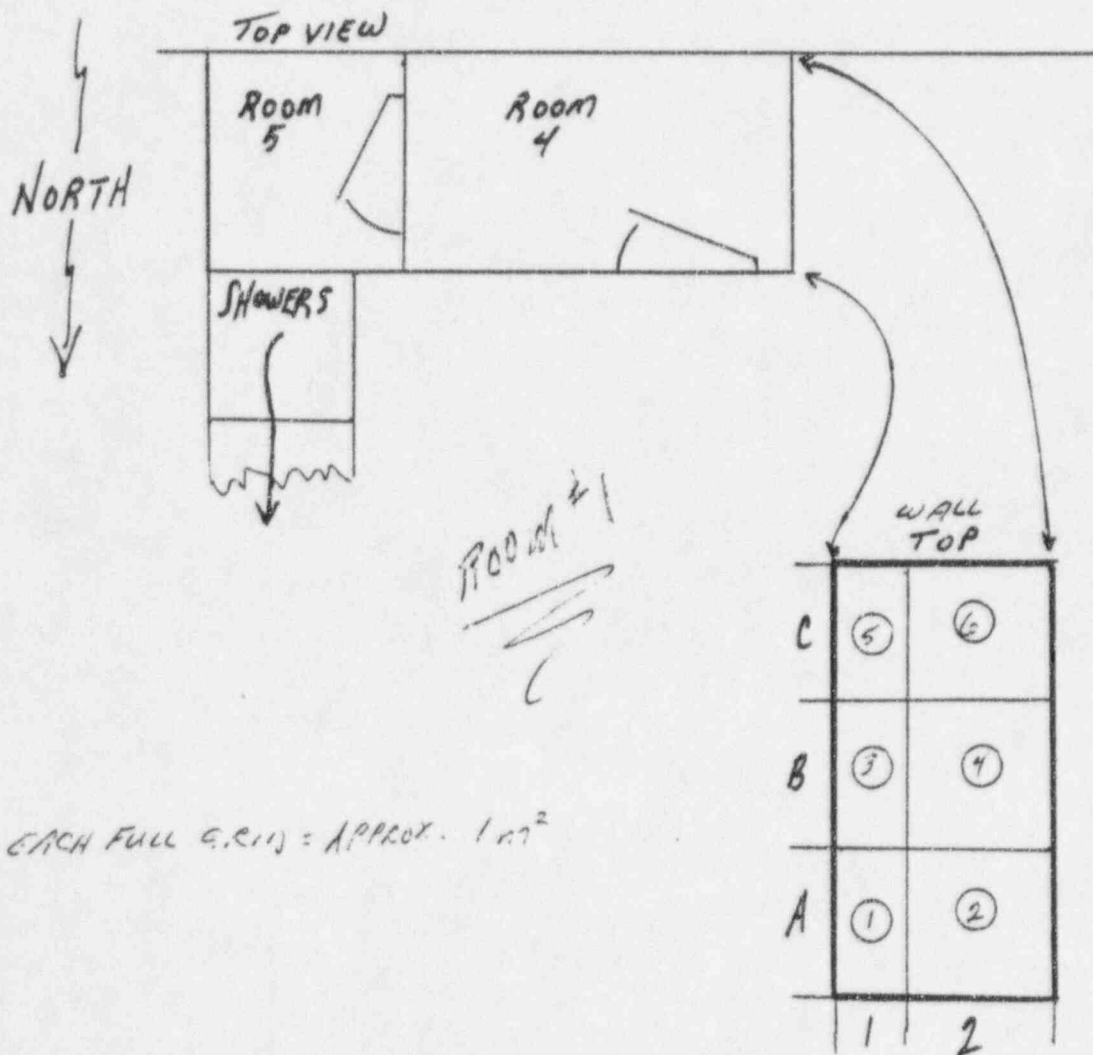 TOP VIEW
ROOM
5
ROOM
4
NORTH
SHOWERS
ROOM #1
WALL
TOP
C
5
6
B
3
4
EACH FULL GRID = APPROX. 1 m²
A
1
2
1
2